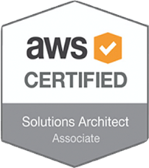 aws
CERTIFIED
Solutions Architect
Associate